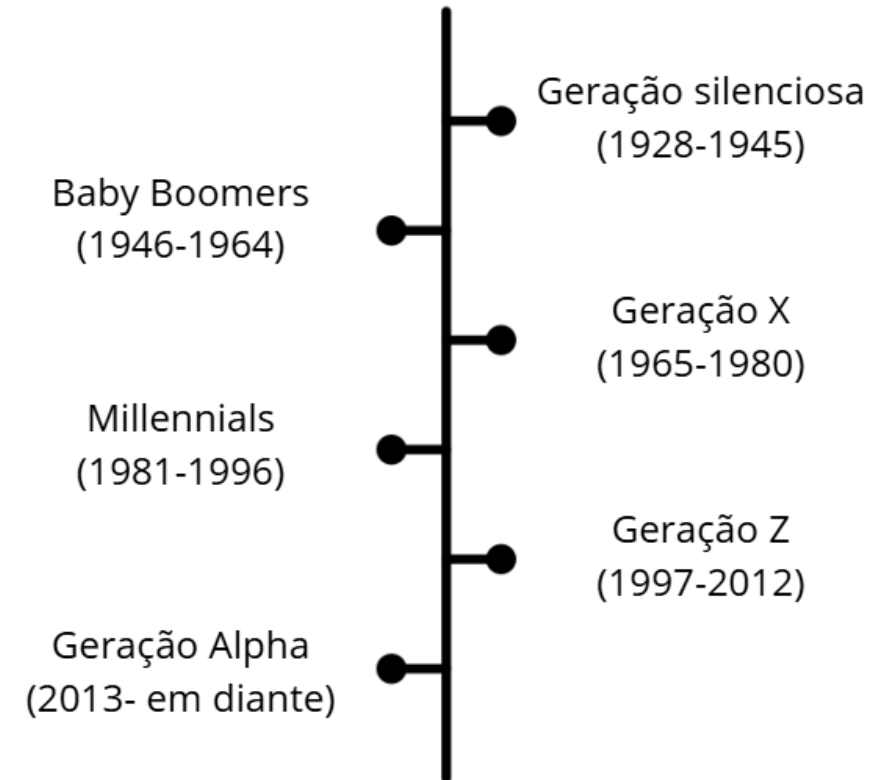 Geração silenciosa
(1928-1945)
Baby Boomers
(1946-1964)
Geração X
(1965-1980)
Millennials
(1981-1996)
Geração Z
(1997-2012)
Geração Alpha
(2013- em diante)